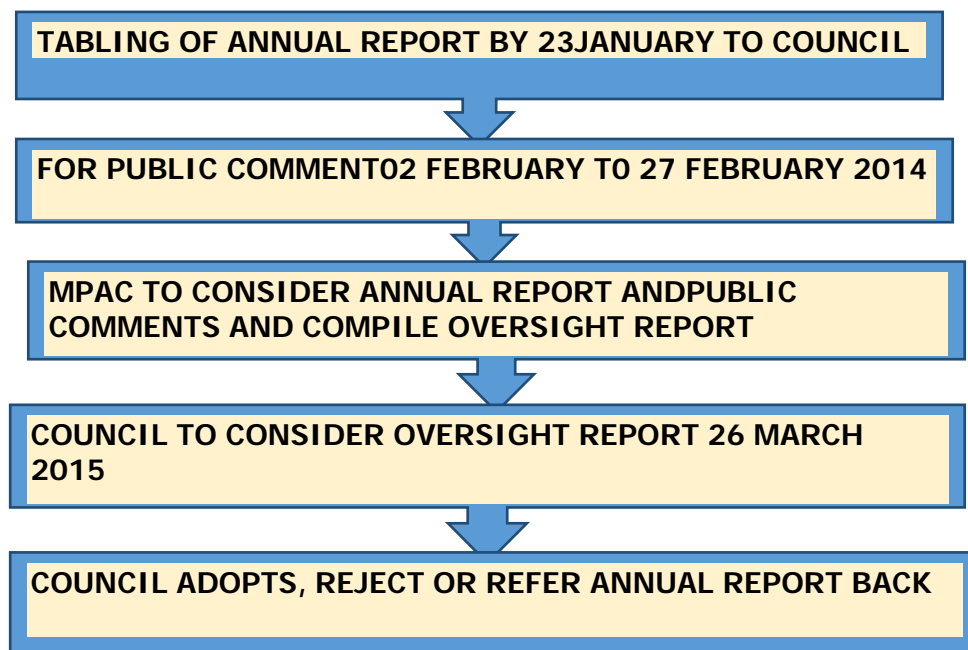 TABLING OF ANNUAL REPORT BY 23JANUARY TO COUNCIL
FOR PUBLIC COMMENT02 FEBRUARY T0 27 FEBRUARY 2014
MPAC TO CONSIDER ANNUAL REPORT ANDPUBLIC
COMMENTS AND COMPILE OVERSIGHT REPORT
COUNCIL TO CONSIDER OVERSIGHT REPORT 26 MARCH
2015
COUNCIL ADOPTS, REJECT OR REFER ANNUAL REPORT BACK